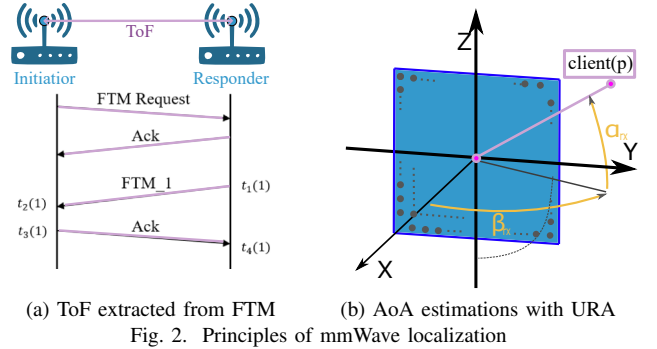 ToF
Initiatior
Responder
FTM Request
Ack
FTM_1
t₂(1)
t₁(1)
t₃(1)
Ack
t₄(1)
Z
client(p)
αrx
Y
βrx
X
(a) ToF extracted from FTM
(b) AoA estimations with URA
Fig. 2. Principles of mmWave localization